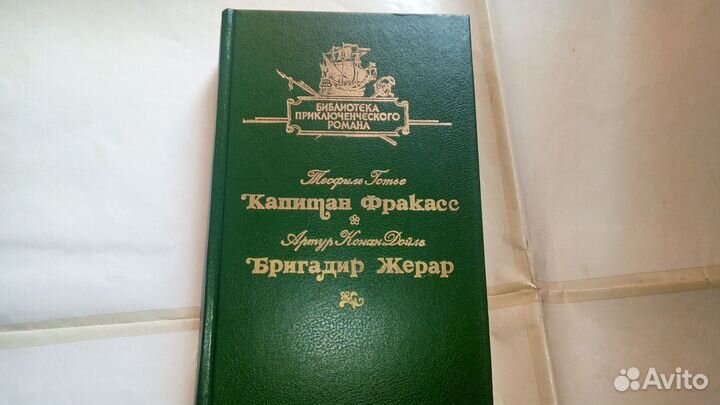 БИБЛИОТЕКА
ПРИКЛЮЧЕНЧЕСКОГО
РОМАНА
Теофиль Готье
Капитан Фракасс
Артур Конан Дойль
Бригадир Жерар
Avito